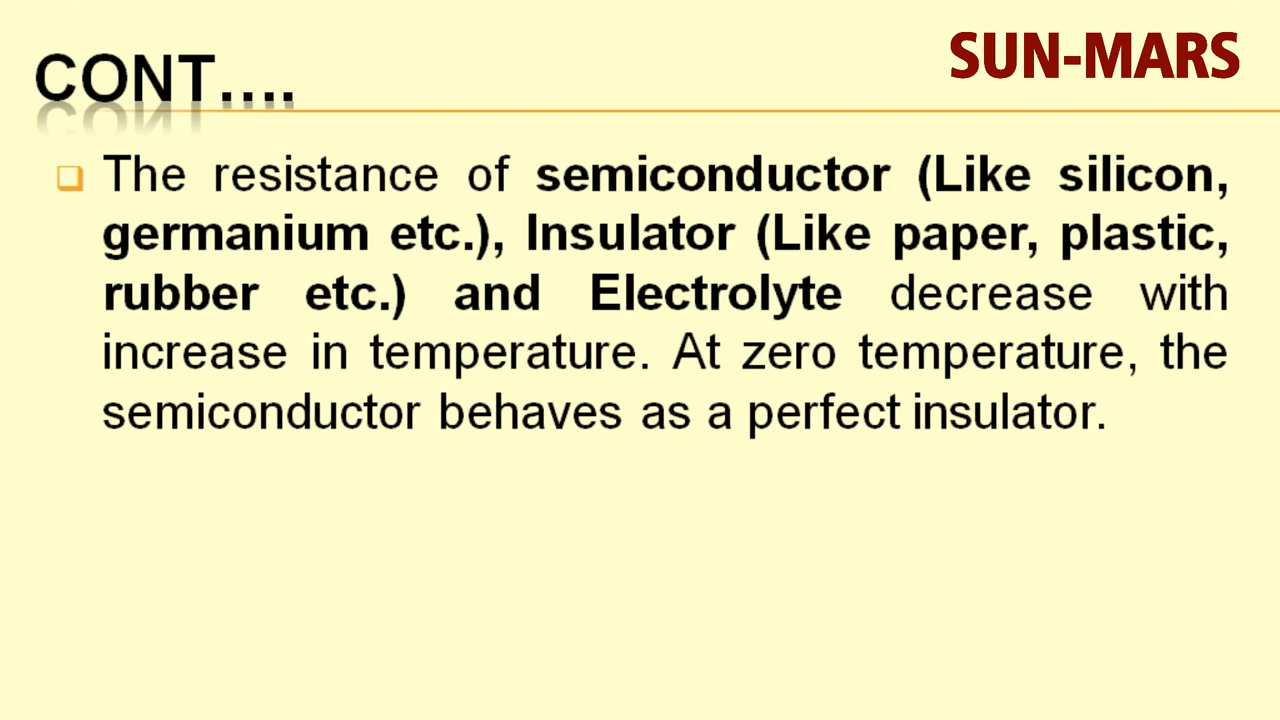 SUN-MARS
CONT….
The resistance of semiconductor (Like silicon,
germanium etc.), Insulator (Like paper, plastic,
rubber etc.) and Electrolyte decrease with
increase in temperature. At zero temperature, the
semiconductor behaves as a perfect insulator.